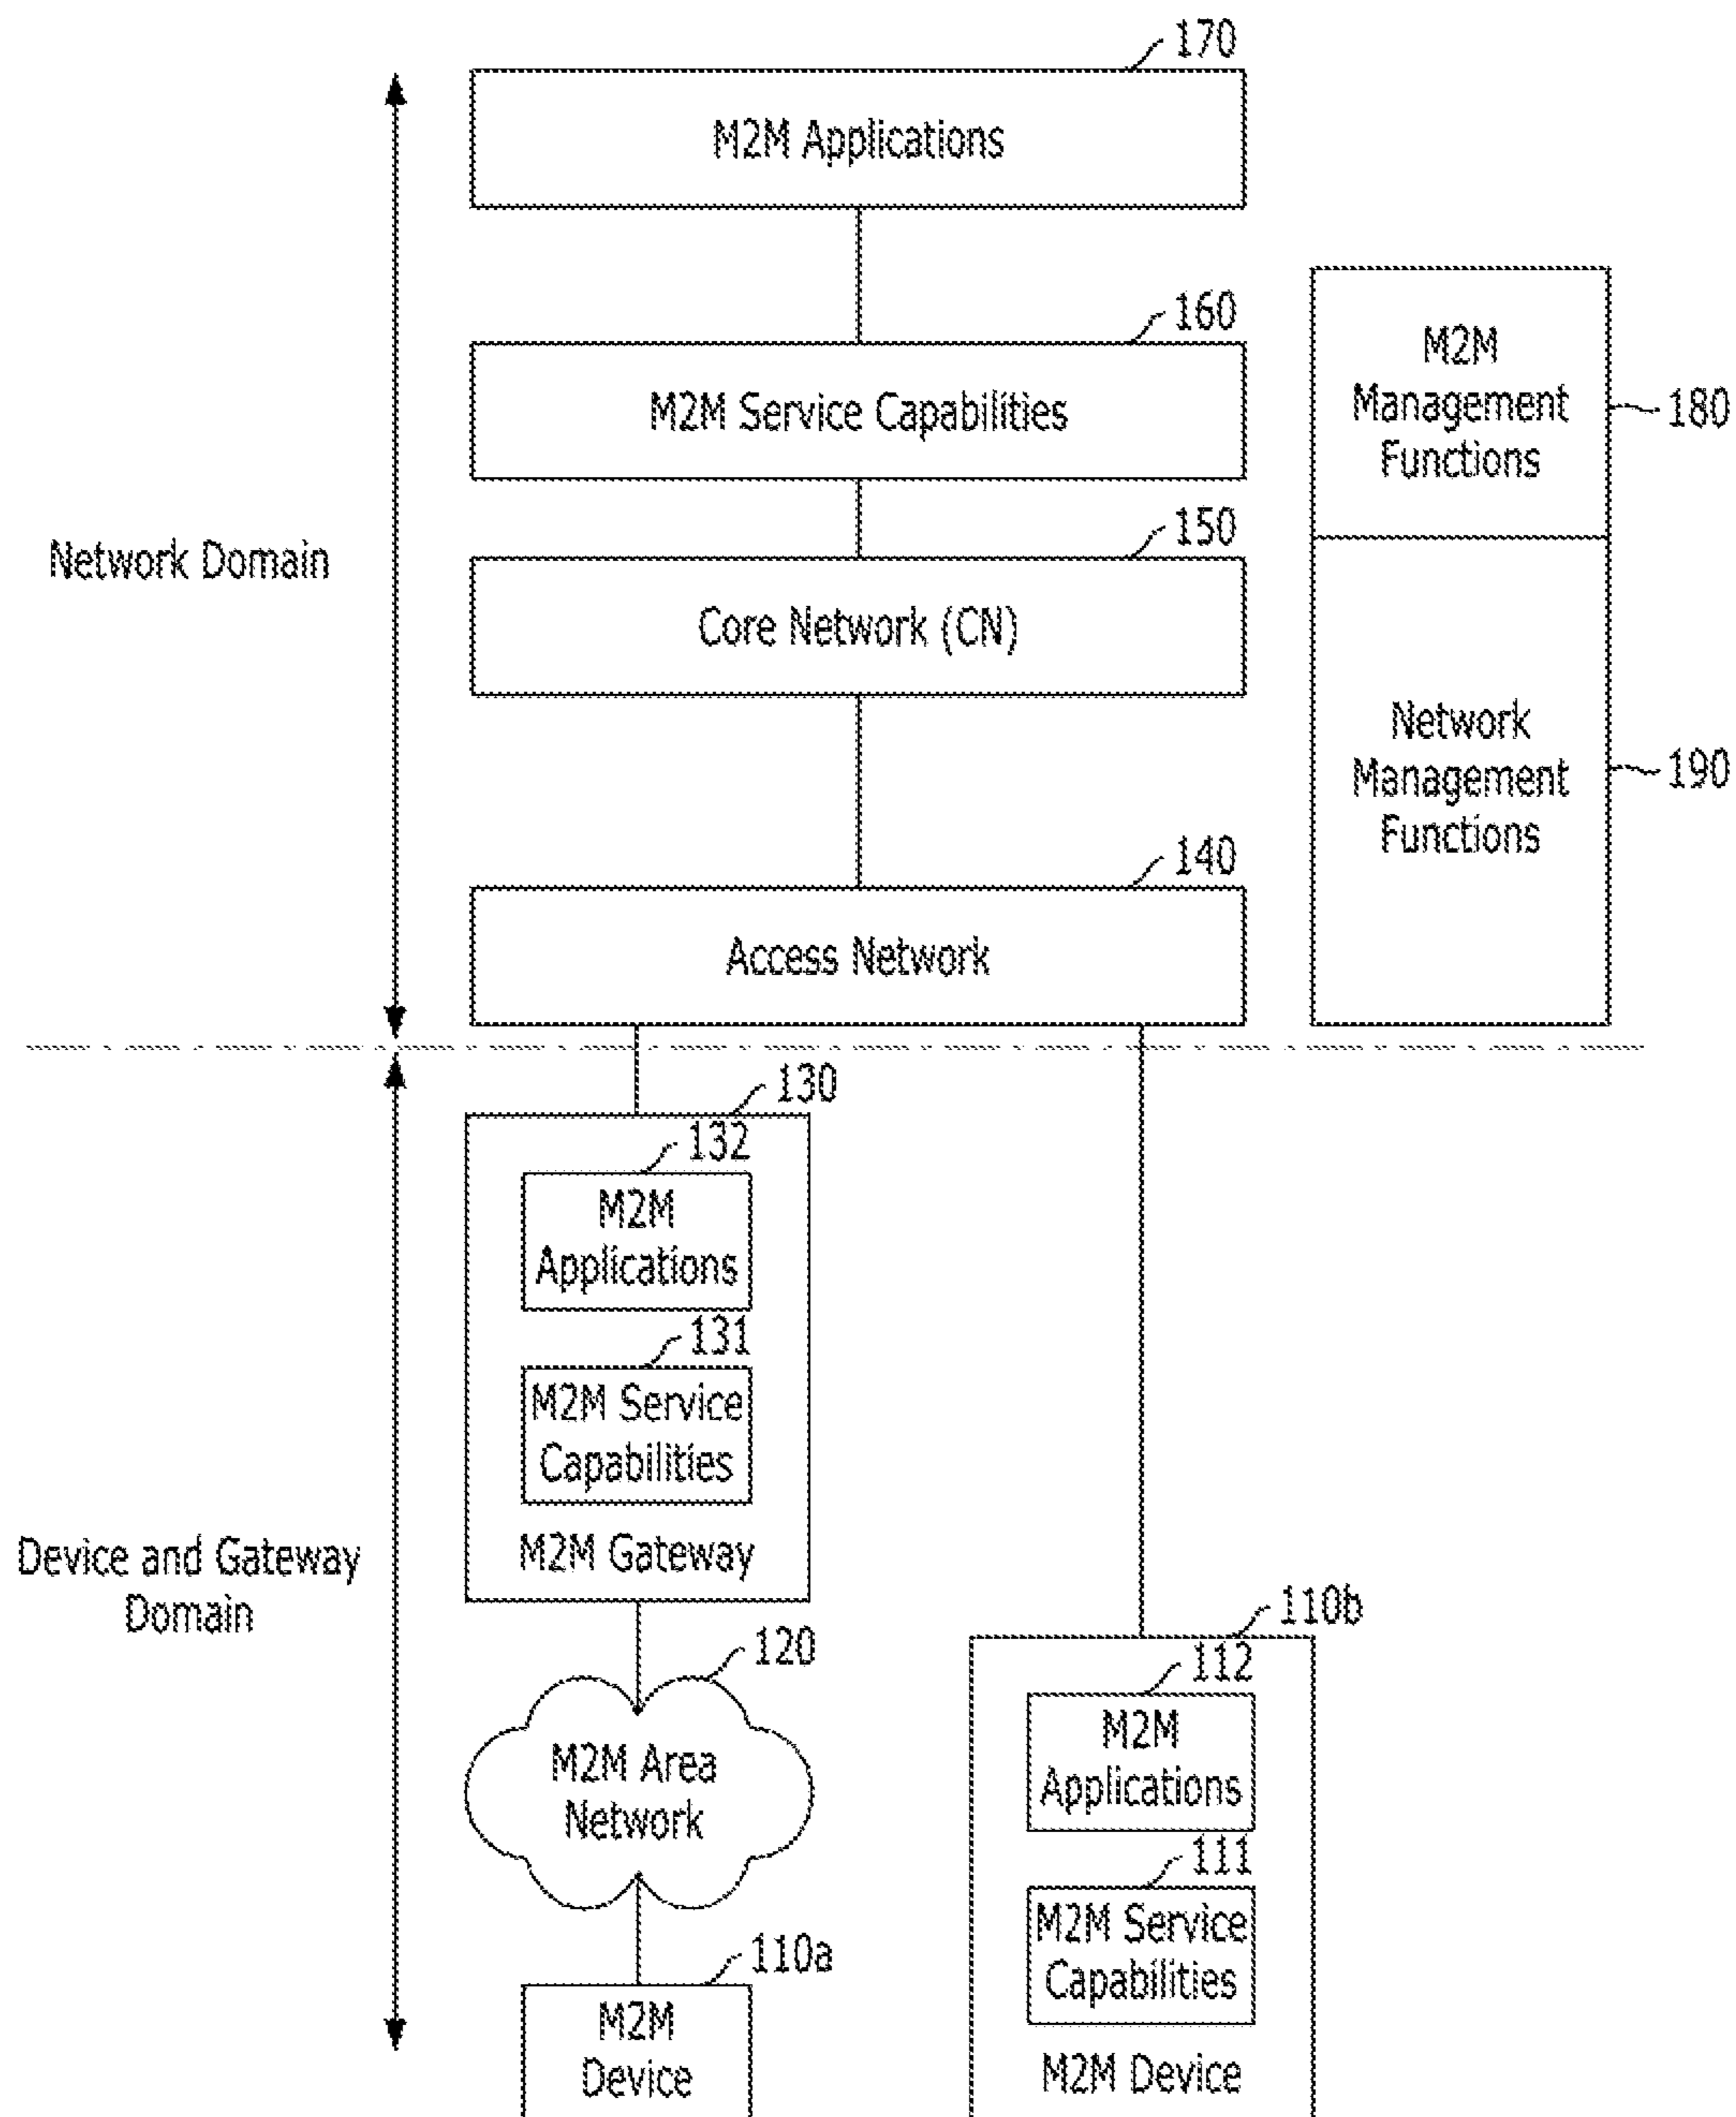 170
M2M Applications
160
M2M Service Capabilities
M2M
Management
Functions
180
Network Domain
150
Core Network (CN)
Network
Management
Functions
190
140
Access Network
130
132
M2M
Applications
131
M2M Service
Capabilities
M2M Gateway
Device and Gateway
Domain
120
M2M Area
Network
110a
M2M
Device
110b
112
M2M
Applications
111
M2M Service
Capabilities
M2M Device